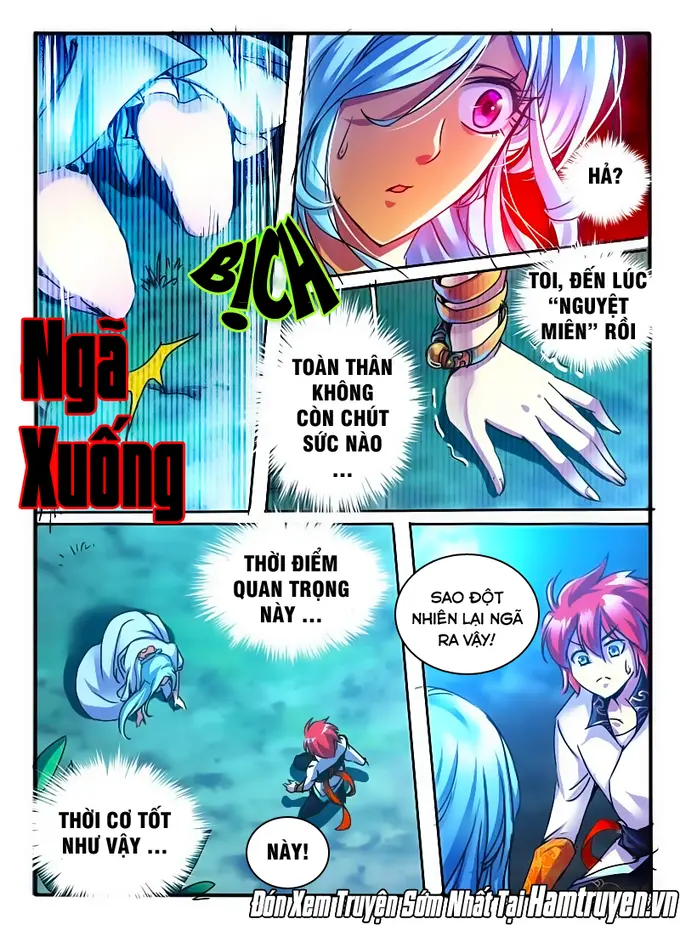 HẢ?
BỊCH
Ngã
Xuống
TOI, ĐẾN LÚC
“NGUYỆT
MIÊN” RỒI
TOÀN THÂN
KHÔNG
CÒN CHÚT
SỨC NÀO
...
THỜI ĐIỂM
QUAN TRỌNG
NÀY ...
SAO ĐỘT
NHIÊN LẠI NGÃ
RA VẬY!
THỜI CƠ TỐT
NHƯ VẬY ...
NÀY!
Đón Xem Truyện Sớm Nhất Tại Hamtruyen.vn